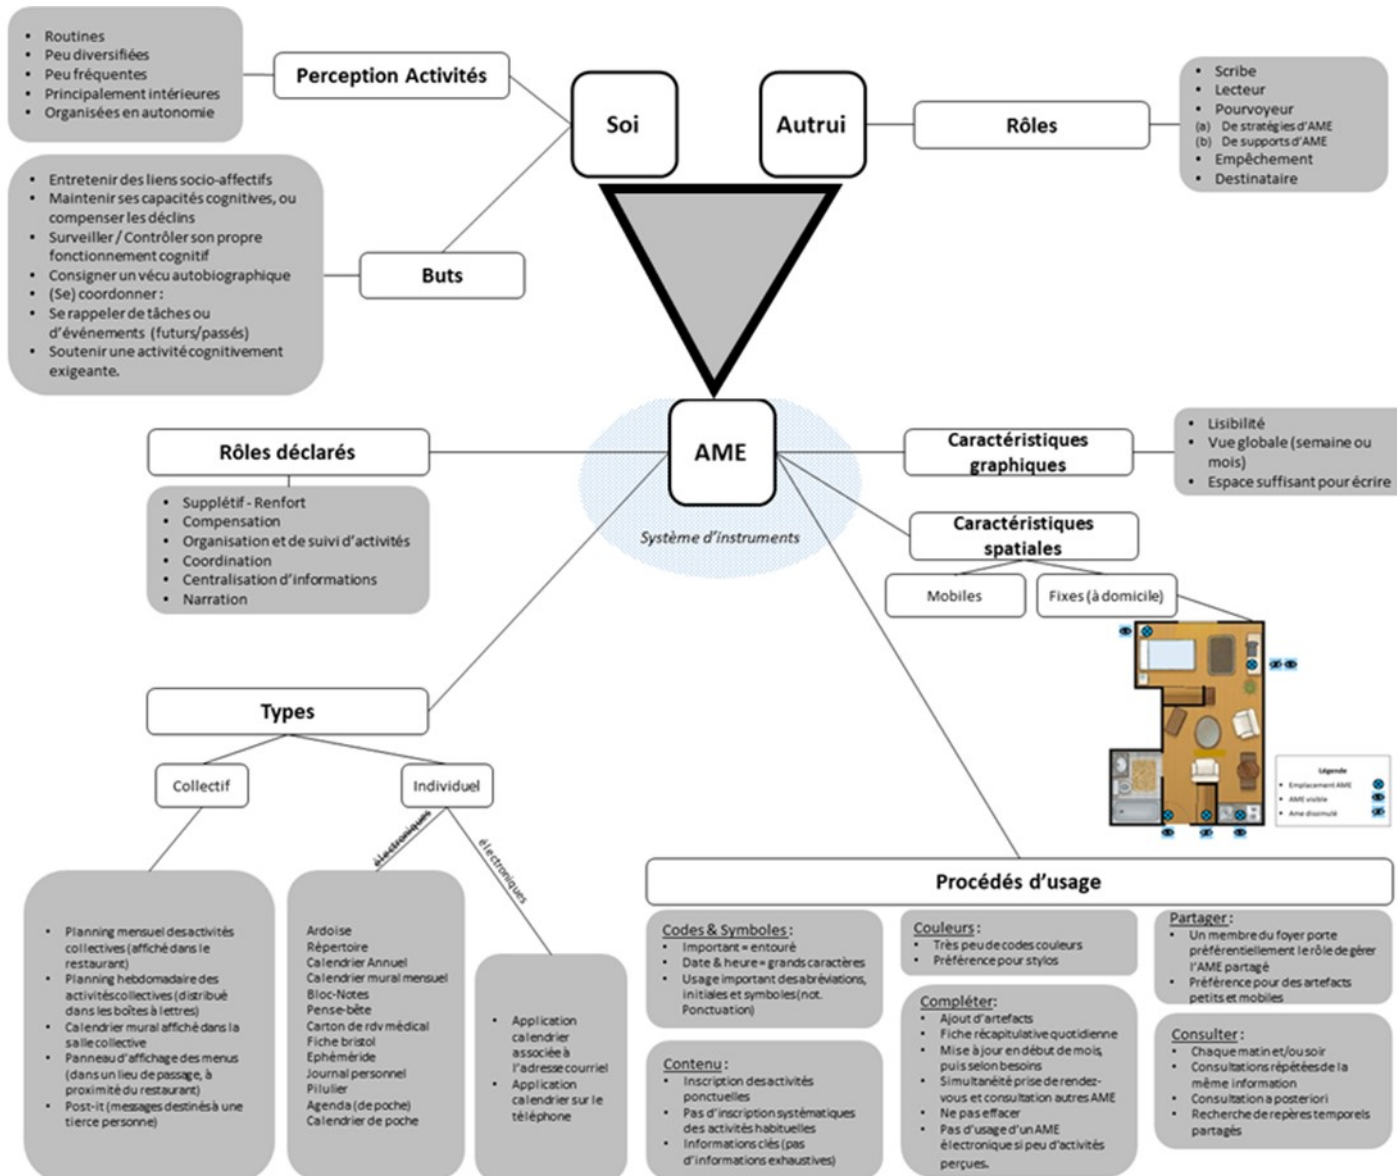 • Routines
• Peu diversifiées
• Peu fréquentes
• Principalement intérieures
• Organisées en autonomie
Perception Activités
Soi
Autrui
Rôles
• Scribe
• Lecteur
• Pourvoyeur
(a) De stratégies d'AME
(b) De supports d'AME
• Empêchement
• Destinataire
• Entretenir des liens socio-affectifs
• Maintenir ses capacités cognitives, ou
compenser les déclins
• Surveiller / Contrôler son propre
fonctionnement cognitif
• Consigner un vécu autobiographique
• (Se) coordonner :
• Se rappeler de tâches ou
d'événements (futurs/passés)
• Soutenir une activité cognitivement
exigeante.
Buts
AME
Système d'instruments
Rôles déclarés
• Supplétif - Renfort
• Compensation
• Organisation et de suivi d'activités
• Coordination
• Centralisation d'informations
• Narration
Caractéristiques
graphiques
• Lisibilité
• Vue globale (semaine ou
mois)
• Espace suffisant pour écrire
Caractéristiques
spatiales
Mobiles
Fixes (à domicile)
Légende
• Emplacement AME
• AME visible
• Ame dissimulé
Types
Collectif
Individuel
électroniques
électroniques
• Planning mensuel des activités
collectives (affiché dans le
restaurant)
• Planning hebdomadaire des
activités collectives (distribué
dans les boîtes à lettres)
• Calendrier mural affiché dans la
salle collective
• Panneau d'affichage des menus
(dans un lieu de passage, à
proximité du restaurant)
• Post-it (messages destinés à une
tierce personne)
Ardoise
Répertoire
Calendrier Annuel
Calendrier mural mensuel
Bloc-Notes
Pense-bête
Carton de rdv médical
Fiche bristol
Ephéméride
Journal personnel
Pilulier
Agenda (de poche)
Calendrier de poche
• Application
calendrier
associée à
l'adresse courriel
• Application
calendrier sur le
téléphone
Procédés d'usage
Codes & Symboles :
• Important = entouré
• Date & heure = grands caractères
• Usage important des abréviations,
initiales et symboles (not.
Ponctuation)
Contenu :
• Inscription des activités
ponctuelles
• Pas d'inscription systématiques
des activités habituelles
• Informations clés (pas
d'informations exhaustives)
Couleurs :
• Très peu de codes couleurs
• Préférence pour stylos
Compléter:
• Ajout d'artefacts
• Fiche récapitulative quotidienne
• Mise à jour en début de mois,
puis selon besoins
• Simultanéité prise de rendez-
vous et consultation autres AME
• Ne pas effacer
• Pas d'usage d'un AME
électronique si peu d'activités
perçues.
Partager :
• Un membre du foyer porte
préférentiellement le rôle de gérer
l'AME partagé
• Préférence pour des artefacts
petits et mobiles
Consulter :
• Chaque matin et/ou soir
• Consultations répétées de la
même information
• Consultation a posteriori
• Recherche de repères temporels
partagés